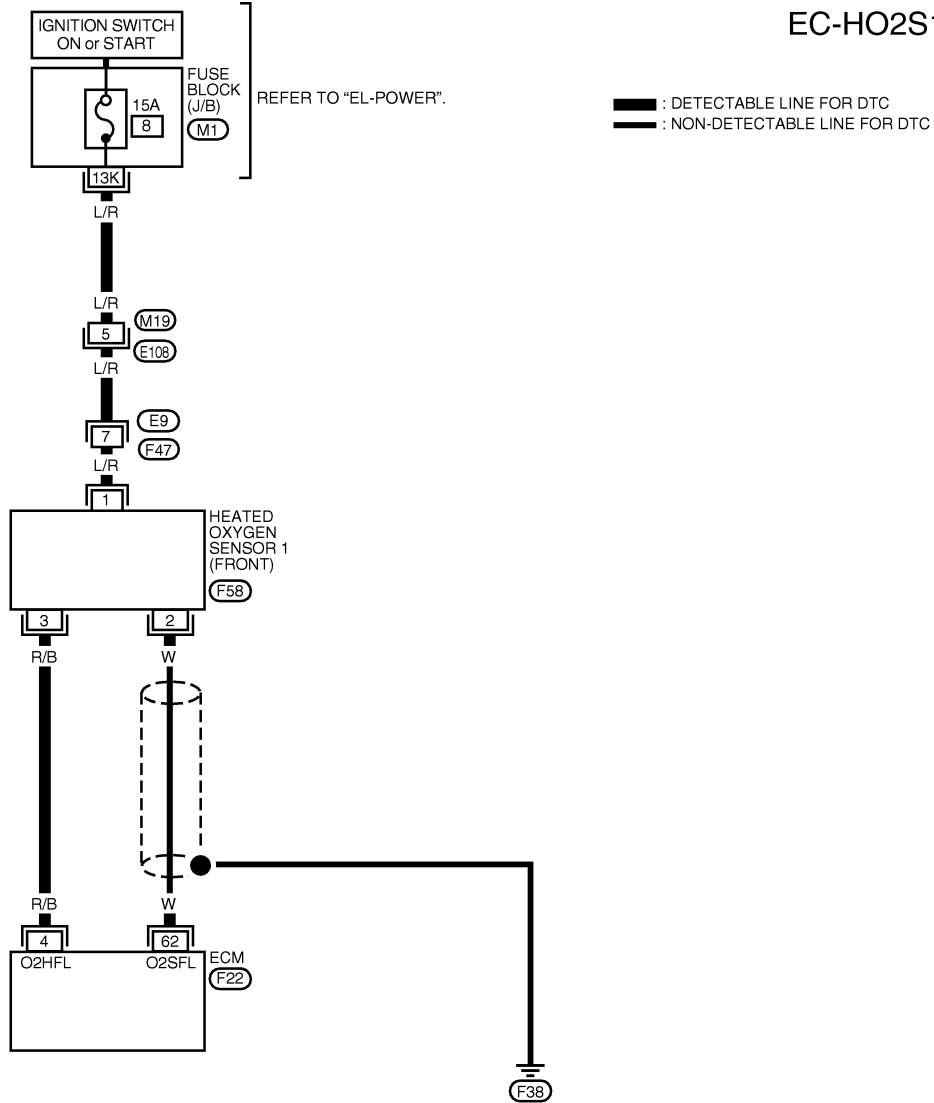 EC-HO2S1
IGNITION SWITCH
ON or START
FUSE
BLOCK
(J/B)
M1
15A
8
REFER TO “EL-POWER”.
: DETECTABLE LINE FOR DTC
: NON-DETECTABLE LINE FOR DTC
13K
L/R
L/R
M19
5
E108
L/R
E9
7
F47
L/R
1
HEATED
OXYGEN
SENSOR 1
(FRONT)
F58
3 2
R/B W
R/B W
4 62
O2HFL O2SFL
ECM
F22
F38